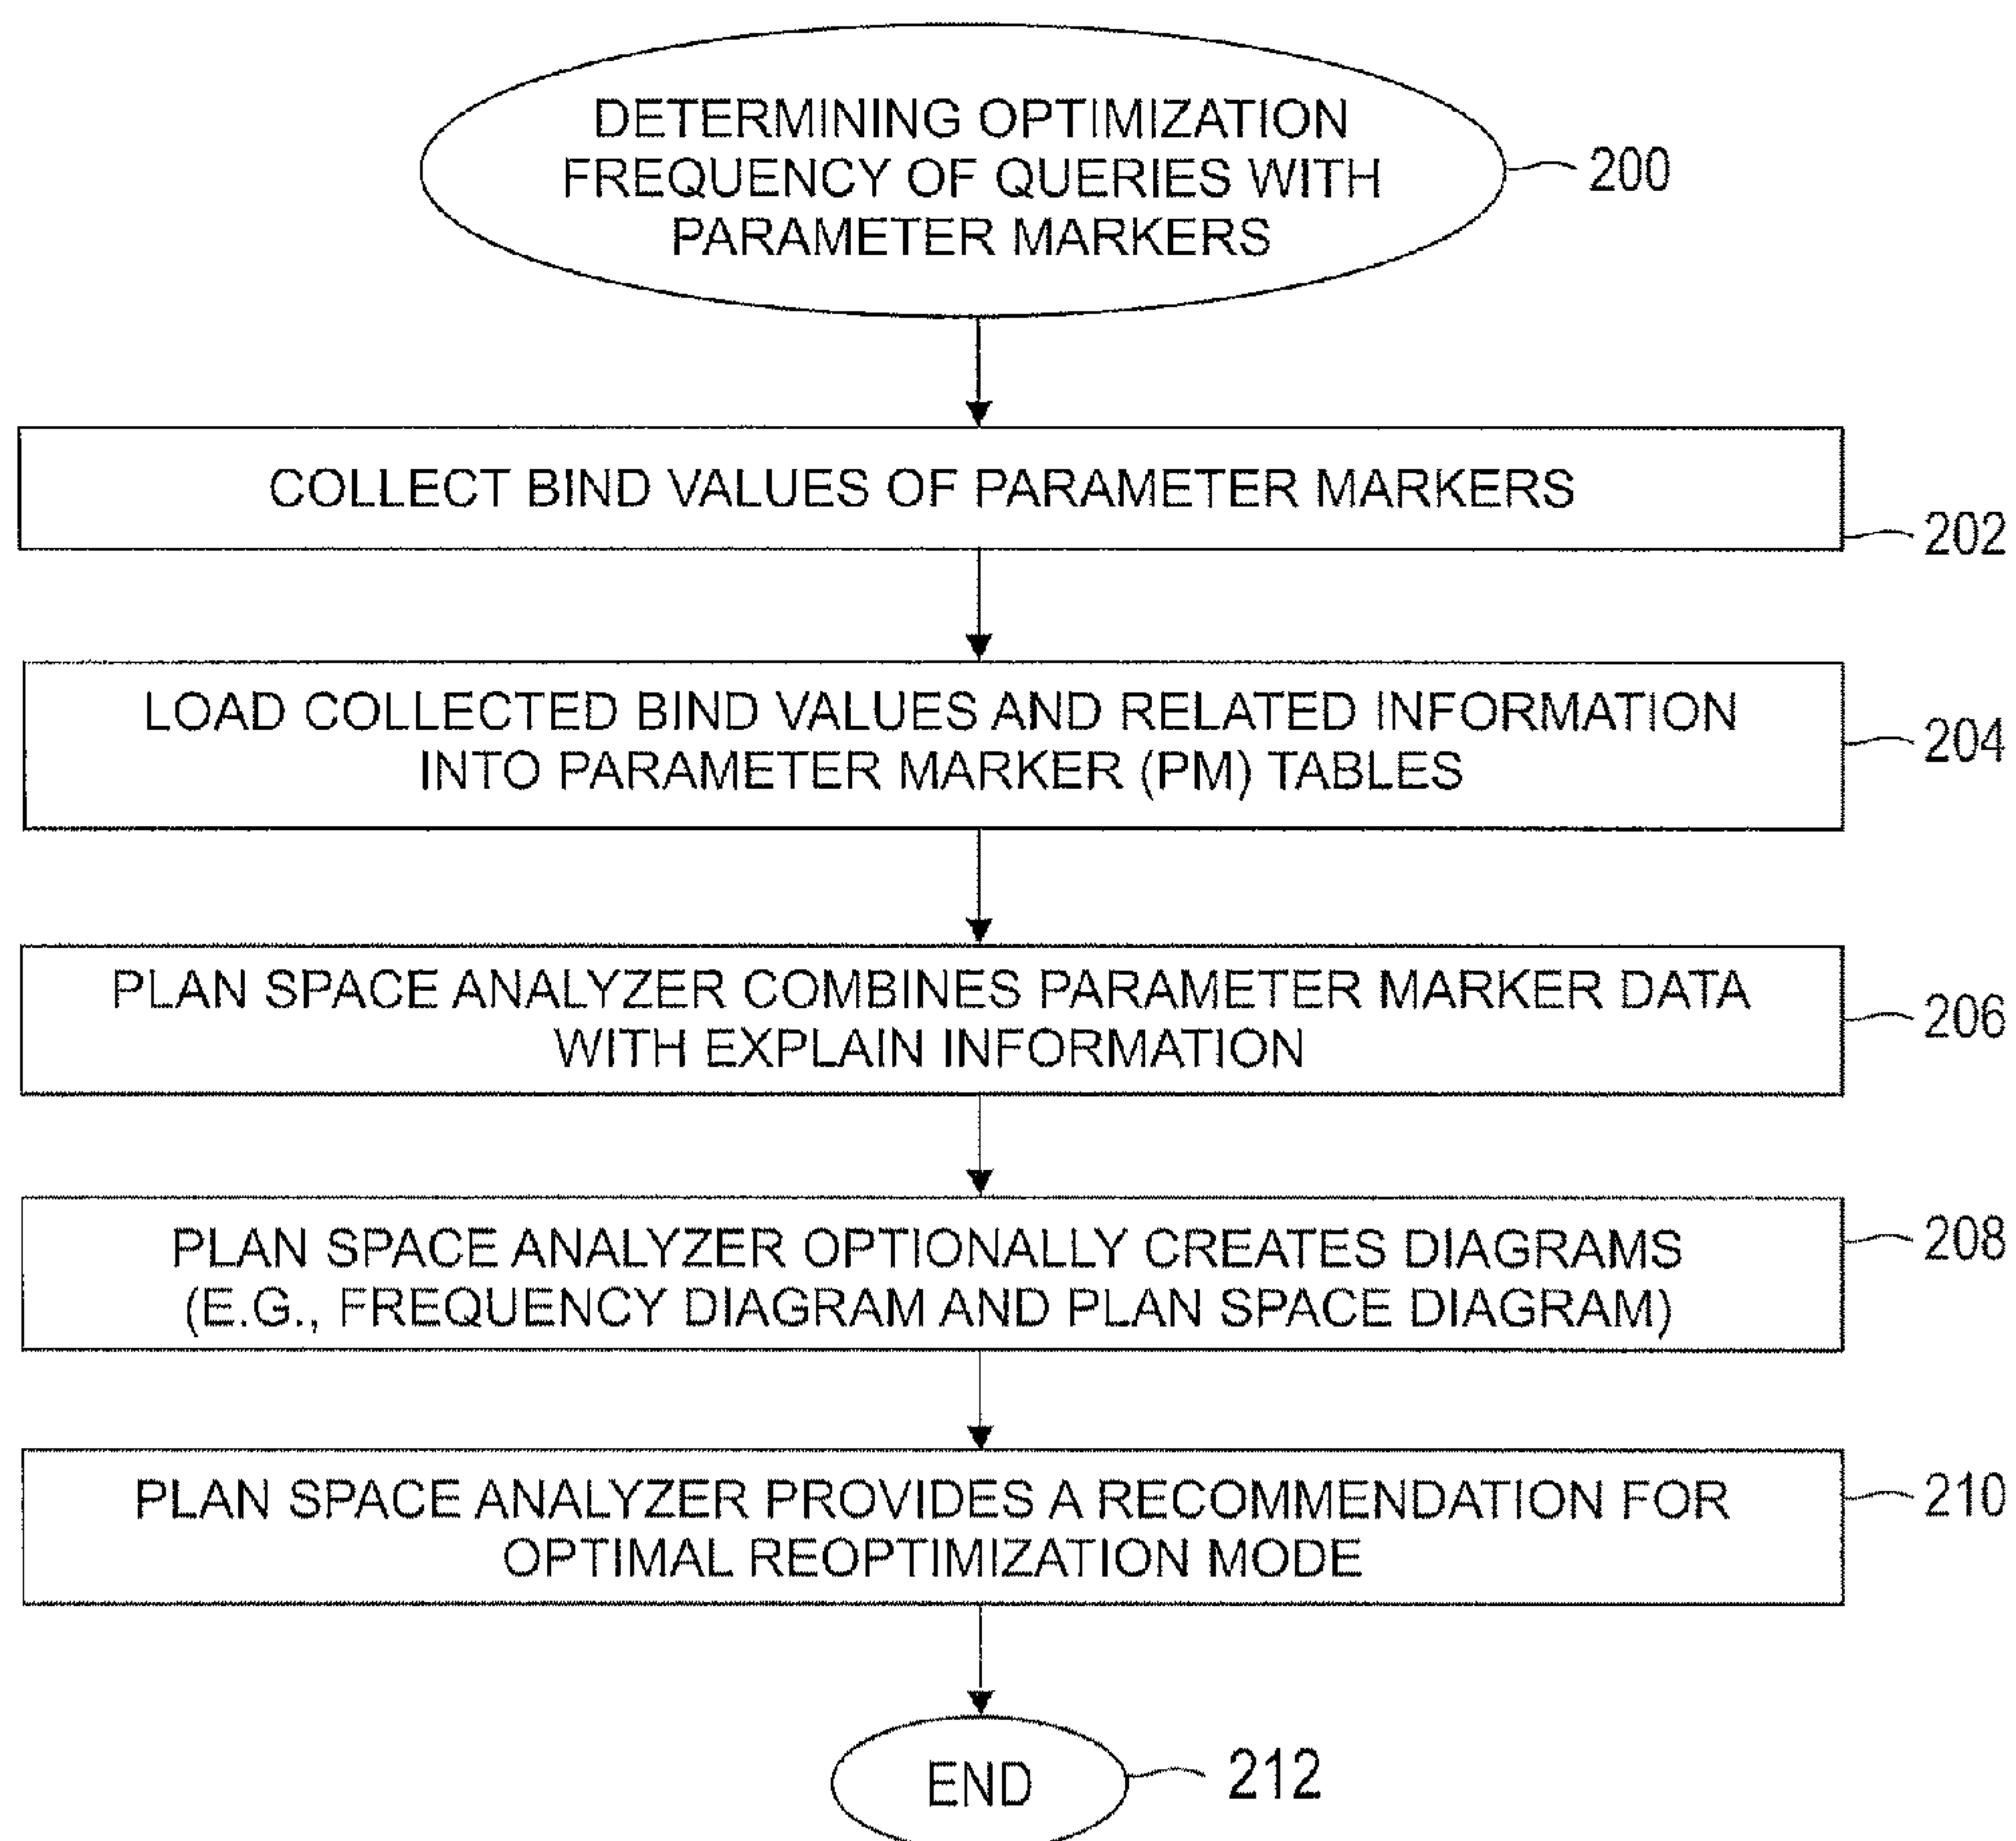 DETERMINING OPTIMIZATION
FREQUENCY OF QUERIES WITH
PARAMETER MARKERS
200
COLLECT BIND VALUES OF PARAMETER MARKERS
202
LOAD COLLECTED BIND VALUES AND RELATED INFORMATION
INTO PARAMETER MARKER (PM) TABLES
204
PLAN SPACE ANALYZER COMBINES PARAMETER MARKER DATA
WITH EXPLAIN INFORMATION
206
PLAN SPACE ANALYZER OPTIONALLY CREATES DIAGRAMS
(E.G., FREQUENCY DIAGRAM AND PLAN SPACE DIAGRAM)
208
PLAN SPACE ANALYZER PROVIDES A RECOMMENDATION FOR
OPTIMAL REOPTIMIZATION MODE
210
END
212